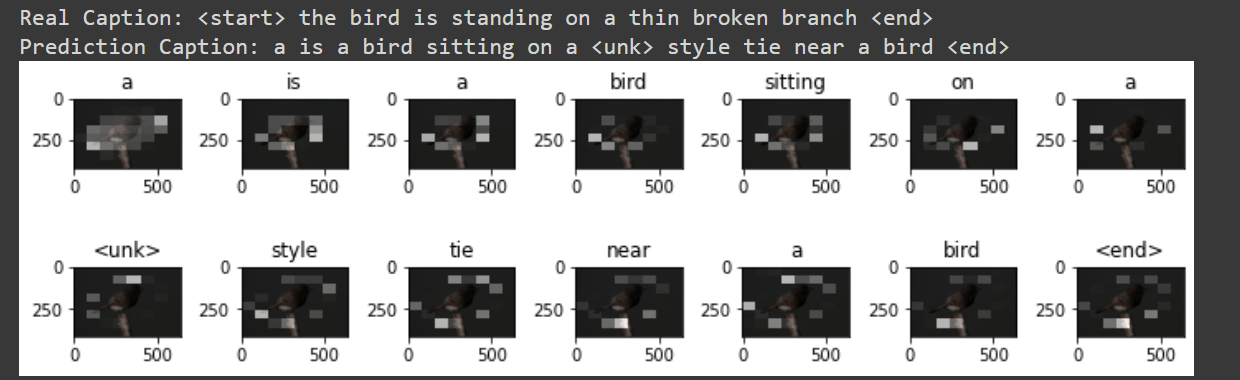 Real Caption: <start> the bird is standing on a thin broken branch <end>
Prediction Caption: a is a bird sitting on a <unk> style tie near a bird <end>
a is a bird sitting on a
0 0 0 0 0 0 0
250 250 250 250 250 250 250
0 500 0 500 0 500 0 500 0 500 0 500 0 500
<unk> style tie near a bird <end>
0 0 0 0 0 0 0
250 250 250 250 250 250 250
0 500 0 500 0 500 0 500 0 500 0 500 0 500